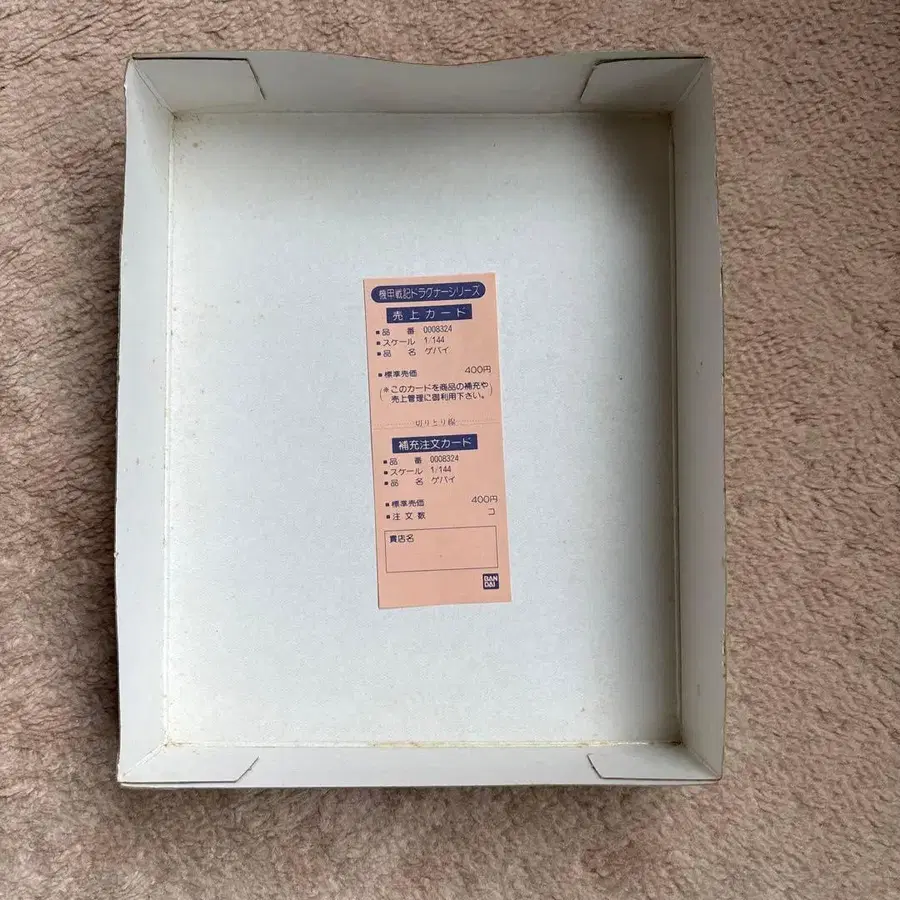 機甲戦記ドラグナーシリーズ
売上カード
■品　番 0008324
■スケール 1/144
■品　名 ゲバイ
■標準売価 400円
(※このカードを商品の補充や
売上管理に御利用下さい。)
切りとり線
補充注文カード
■品　番 0008324
■スケール 1/144
■品　名 ゲバイ
■標準売価 400円
■注文数 コ
貴店名
BAN
DAI